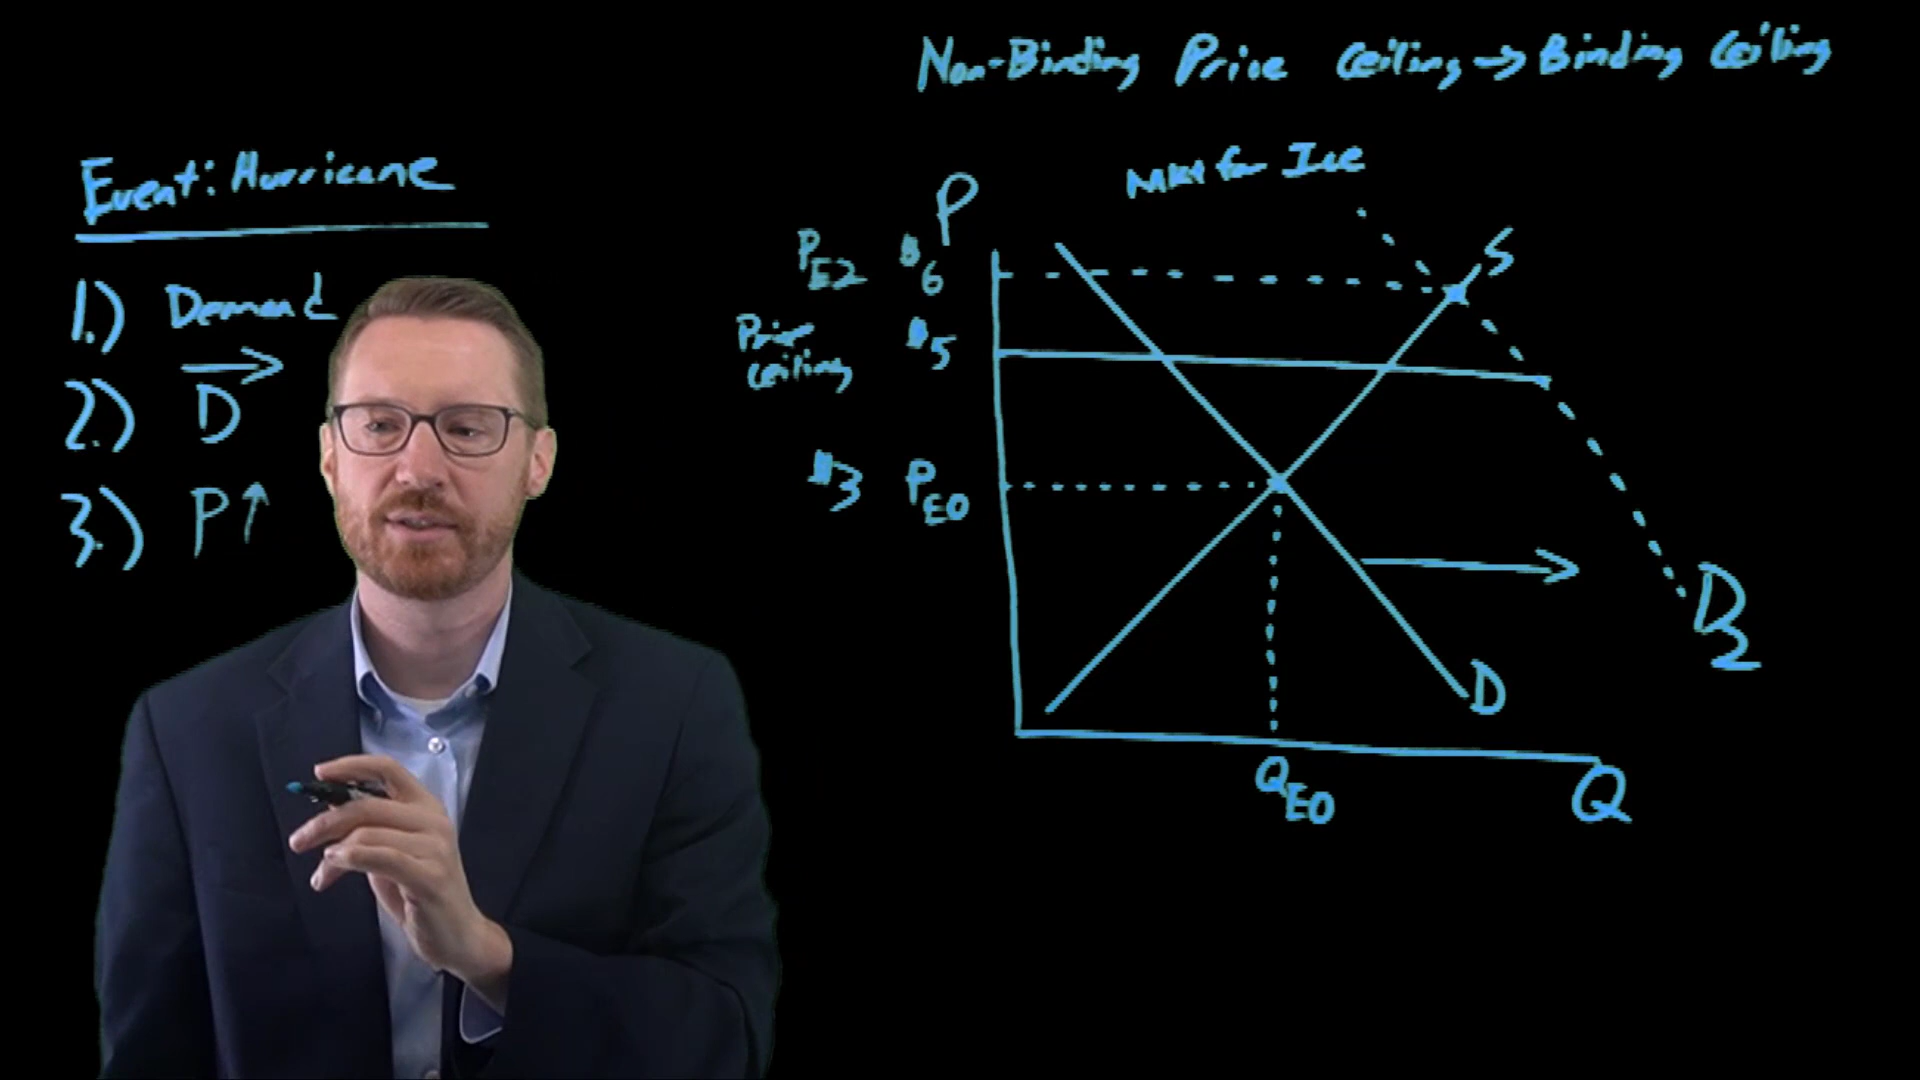 Non-Binding Price Ceiling → Binding Ceiling
Event: Hurricane
1.) Demand
2.) D
3.) P↑
Mkt for Ice
P
S
PE2 $6
Price ceiling $5
$3 PE0
D2
D
QE0
Q